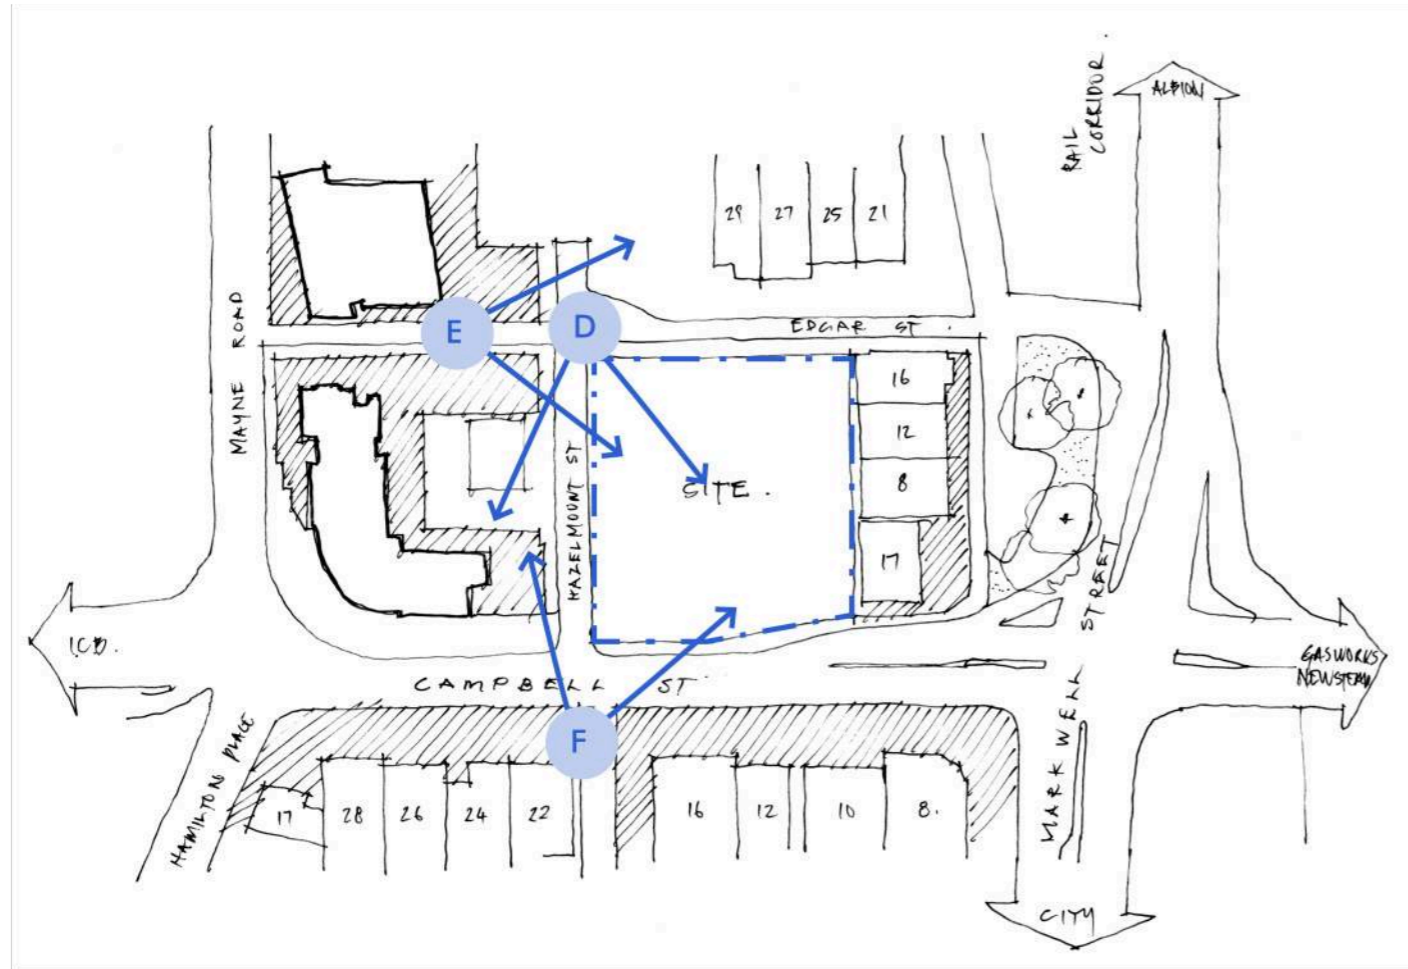 RAIL
CORRIDOR.
ALBION
29
27
25
21
MAYNE ROAD
E
D
EDGAR ST.
16
12
8
17
HAZELMOUNT ST
SITE.
ICB.
CAMPBELL ST
MARKWELL STREET
GASWORKS
NEWSTEAD
HAMILTON PLACE
F
17
28
26
24
22
16
12
10
8.
CITY